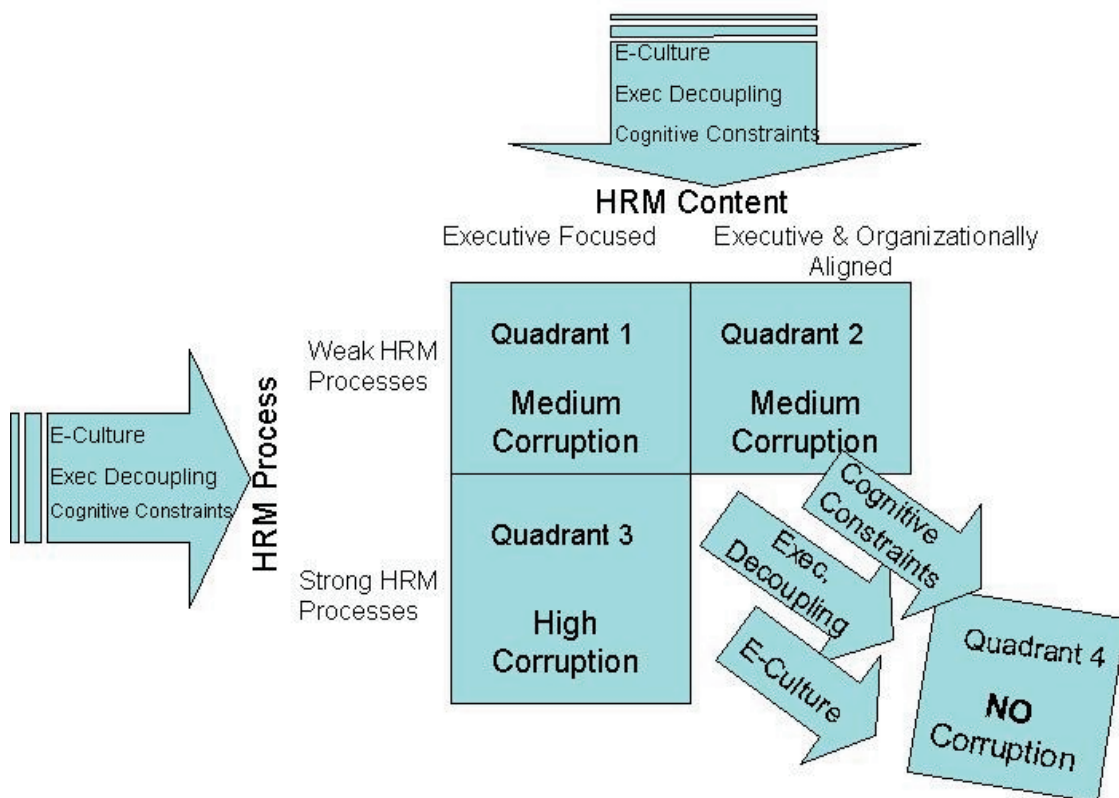 E-Culture
Exec Decoupling
Cognitive Constraints
HRM Content
Executive Focused
Executive & Organizationally
Aligned
Weak HRM
Processes
Quadrant 1
Medium
Corruption
Quadrant 2
Medium
Corruption
E-Culture
Exec Decoupling
Cognitive Constraints
HRM Process
Strong HRM
Processes
Quadrant 3
High
Corruption
Cognitive
Constraints
Exec,
Decoupling
E-Culture
Quadrant 4
NO
Corruption